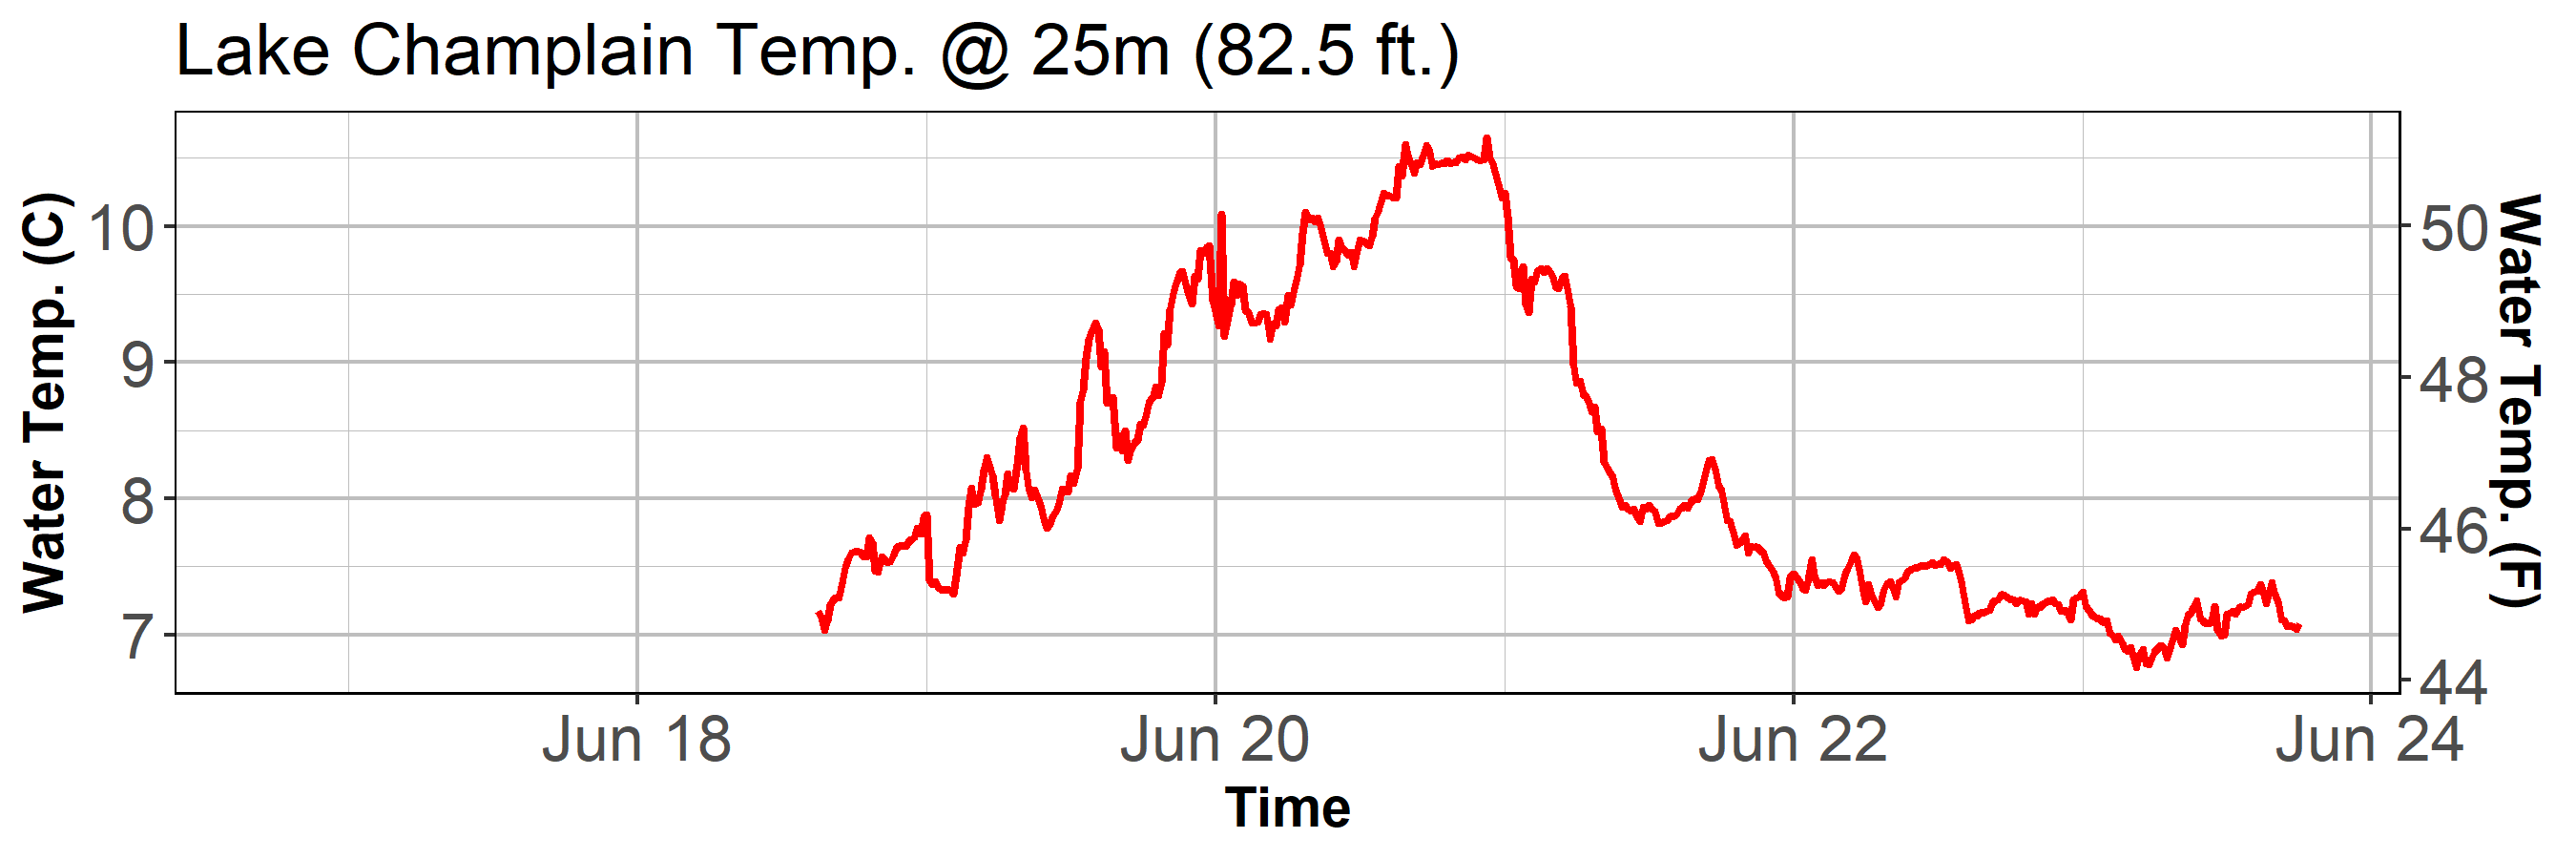 Lake Champlain Temp. @ 25m (82.5 ft.)
Water Temp. (C)
10
9
8
7
50
48
46
44
Water Temp. (F)
Jun 18
Jun 20
Jun 22
Jun 24
Time